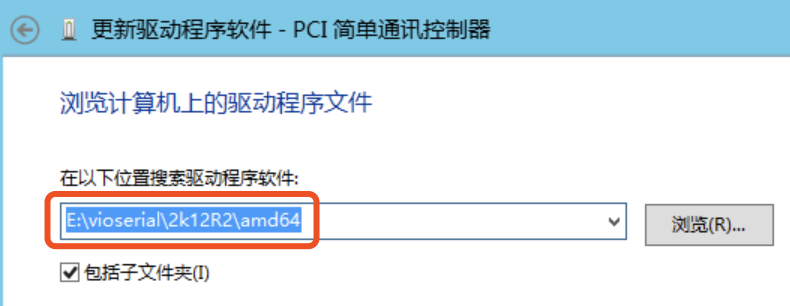 更新驱动程序软件 - PCI 简单通讯控制器
浏览计算机上的驱动程序文件
在以下位置搜索驱动程序软件:
E:\vioserial\2k12R2\amd64
浏览(R)...
包括子文件夹(I)